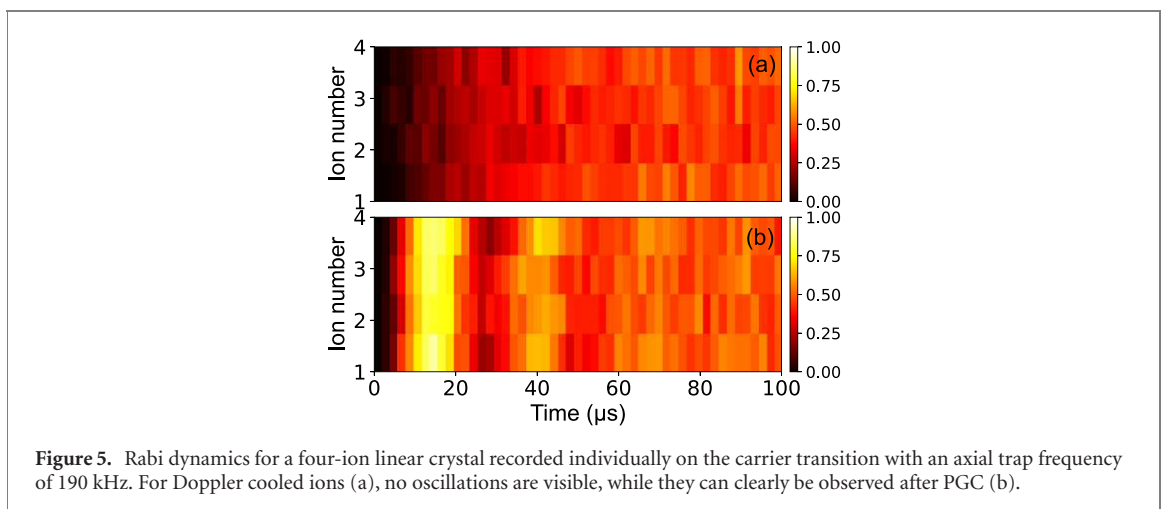 4
3
2
1
Ion number
(a)
1.00
0.75
0.50
0.25
0.00
4
3
2
1
Ion number
(b)
1.00
0.75
0.50
0.25
0.00
0 20 40 60 80 100
Time (µs)
Figure 5. Rabi dynamics for a four-ion linear crystal recorded individually on the carrier transition with an axial trap frequency
of 190 kHz. For Doppler cooled ions (a), no oscillations are visible, while they can clearly be observed after PGC (b).